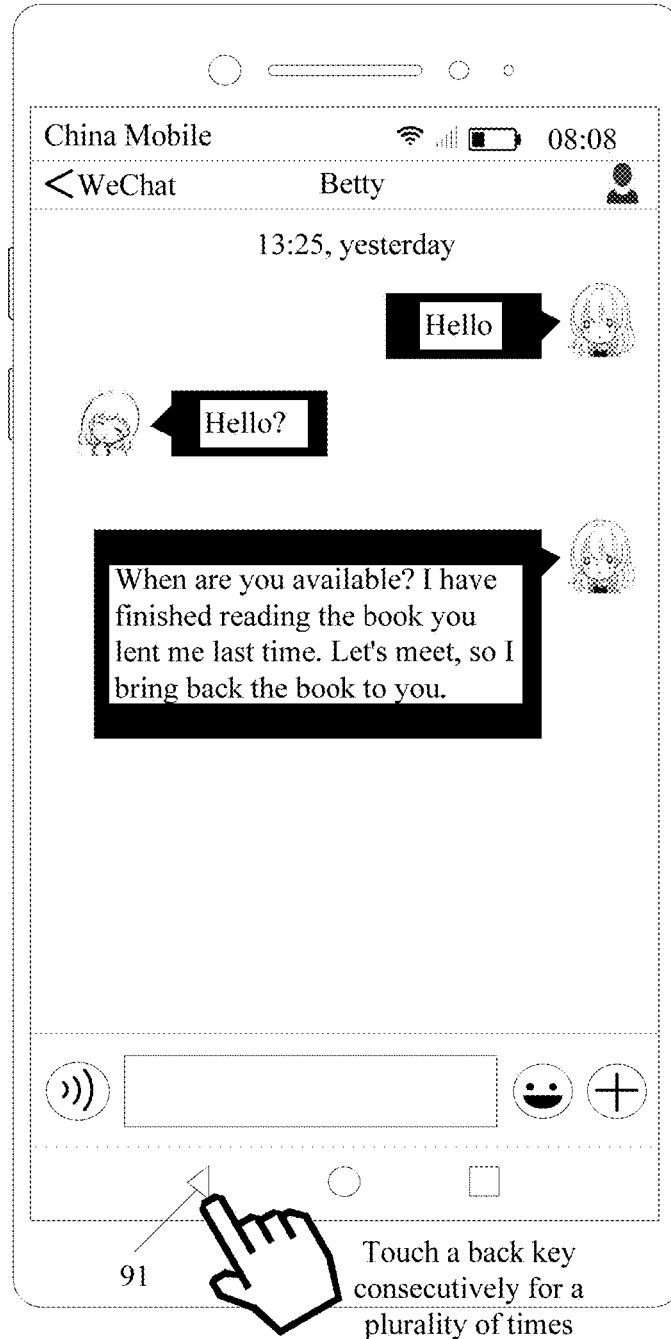 China Mobile 08:08
<WeChat Betty
13:25, yesterday
Hello
Hello?
When are you available? I have
finished reading the book you
lent me last time. Let's meet, so I
bring back the book to you.
91
Touch a back key
consecutively for a
plurality of times